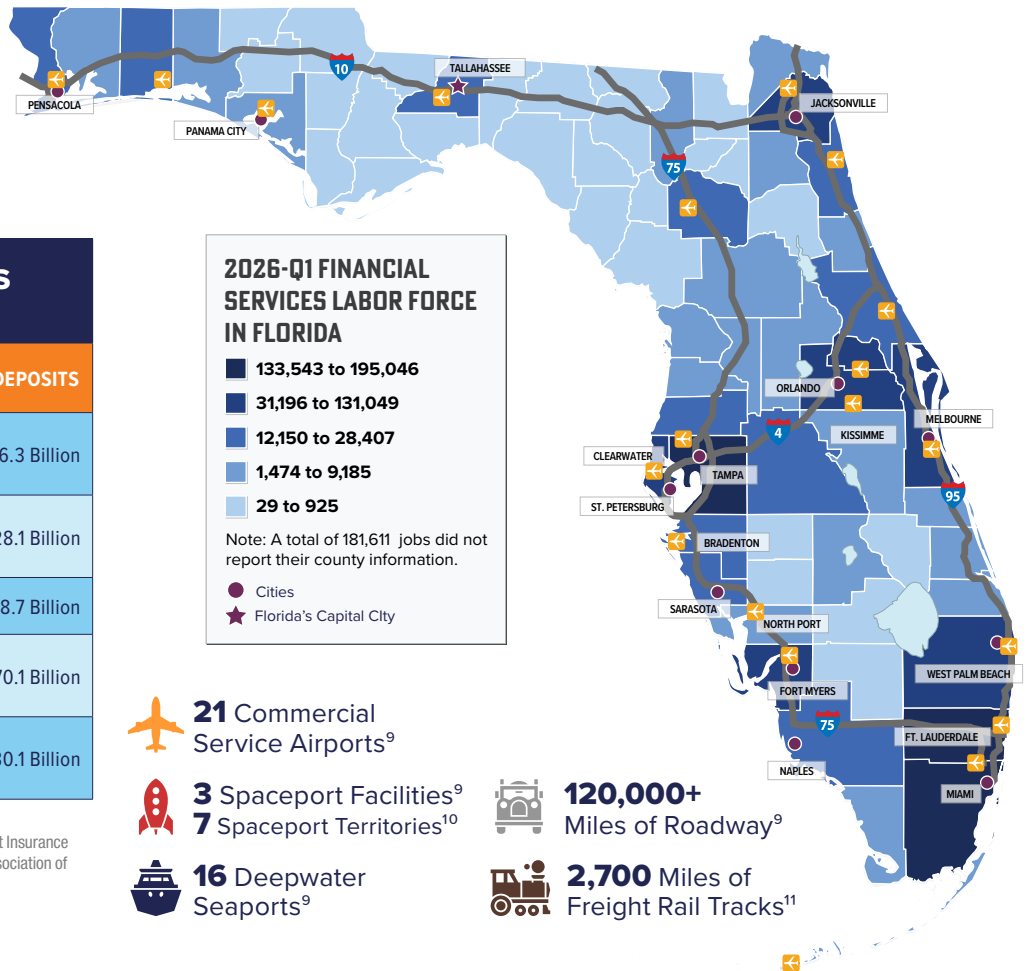 10
TALLAHASSEE
PENSACOLA
PANAMA CITY
JACKSONVILLE
75
S
DEPOSITS
6.3 Billion
28.1 Billion
8.7 Billion
70.1 Billion
30.1 Billion
t Insurance
sociation of
2026-Q1 FINANCIAL
SERVICES LABOR FORCE
IN FLORIDA
133,543 to 195,046
31,196 to 131,049
12,150 to 28,407
1,474 to 9,185
29 to 925
Note: A total of 181,611 jobs did not
report their county information.
Cities
Florida's Capital CIty
ORLANDO
MELBOURNE
4
KISSIMME
CLEARWATER
TAMPA
95
ST. PETERSBURG
BRADENTON
SARASOTA
NORTH PORT
WEST PALM BEACH
FORT MYERS
75
FT. LAUDERDALE
NAPLES
MIAMI
21 Commercial
Service Airports⁹
3 Spaceport Facilities⁹
7 Spaceport Territories¹⁰
16 Deepwater
Seaports⁹
120,000+
Miles of Roadway⁹
2,700 Miles of
Freight Rail Tracks¹¹